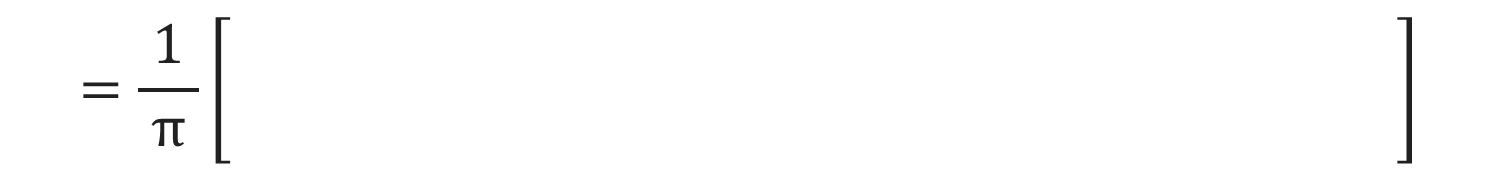 = 1/π [ ]